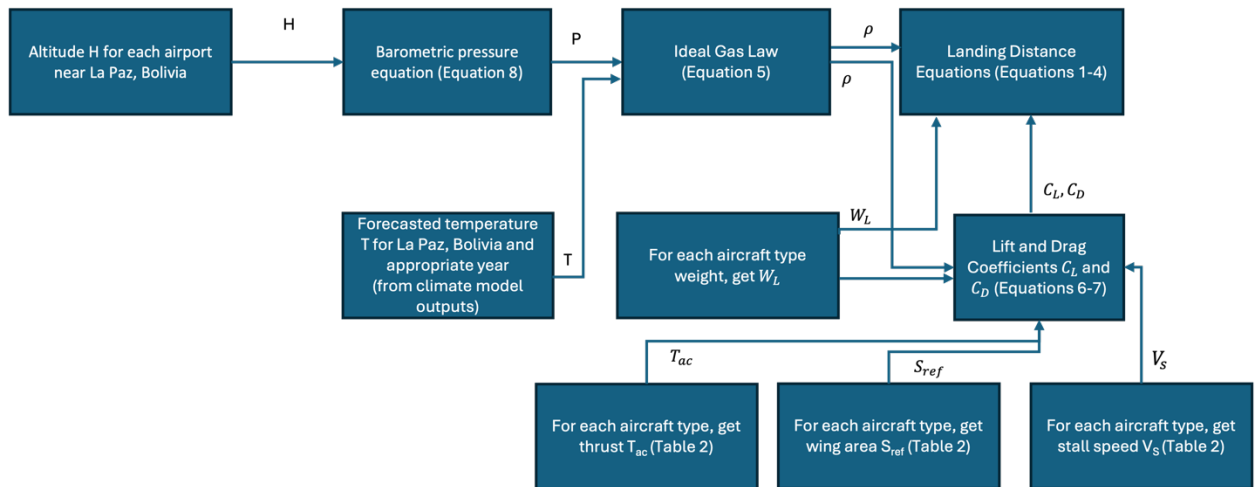 Altitude H for each airport
near La Paz, Bolivia
H
Barometric pressure
equation (Equation 8)
P
Ideal Gas Law
(Equation 5)
ρ
ρ
Landing Distance
Equations (Equations 1-4)
Forecasted temperature
T for La Paz, Bolivia and
appropriate year
(from climate model
outputs)
T
For each aircraft type
weight, get W_L
W_L
C_L, C_D
Lift and Drag
Coefficients C_L and
C_D (Equations 6-7)
T_ac
S_ref
V_s
For each aircraft type, get
thrust T_ac (Table 2)
For each aircraft type, get
wing area S_ref (Table 2)
For each aircraft type, get
stall speed V_S (Table 2)